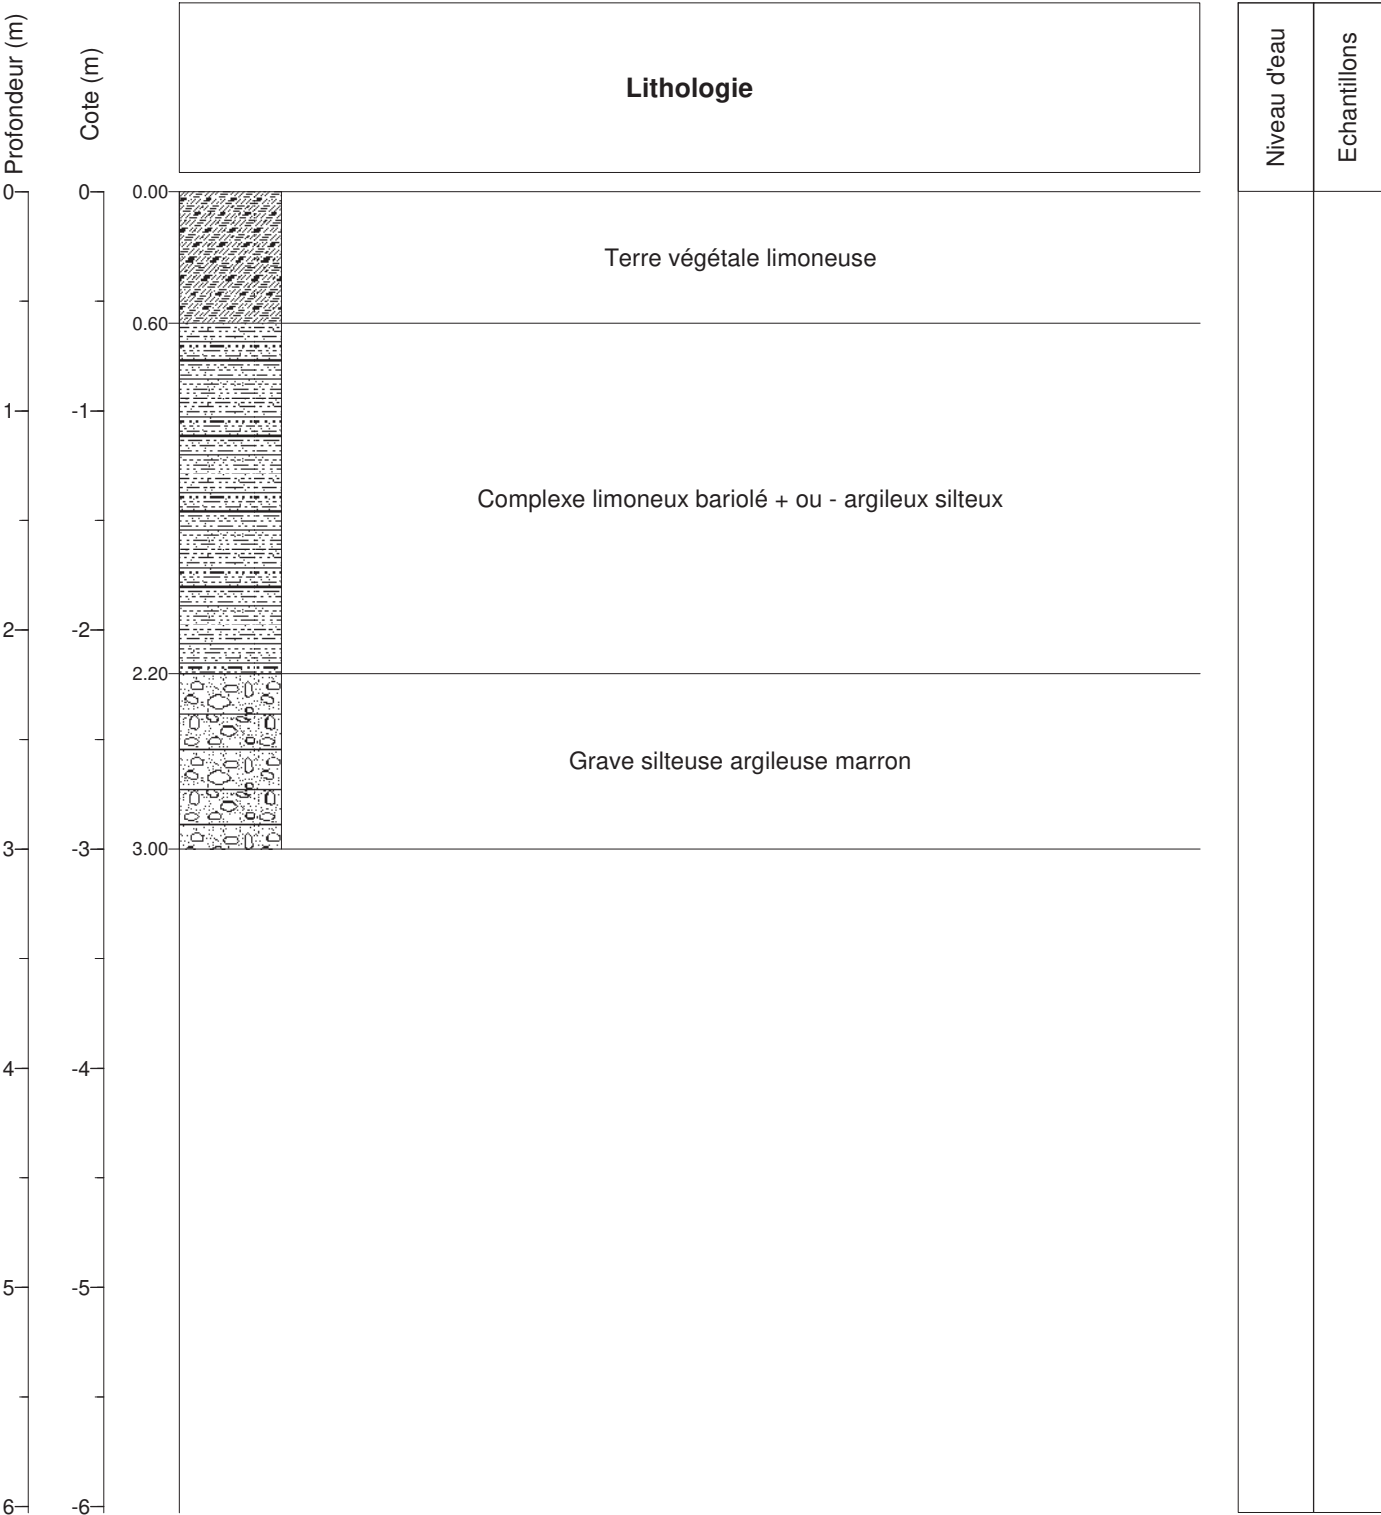 Profondeur (m)
Cote (m)
Lithologie
Niveau d'eau
Echantillons
0
0
0.00
Terre végétale limoneuse
0.60
1
-1
Complexe limoneux bariolé + ou - argileux silteux
2
-2
2.20
Grave silteuse argileuse marron
3
-3
3.00
4
-4
5
-5
6
-6